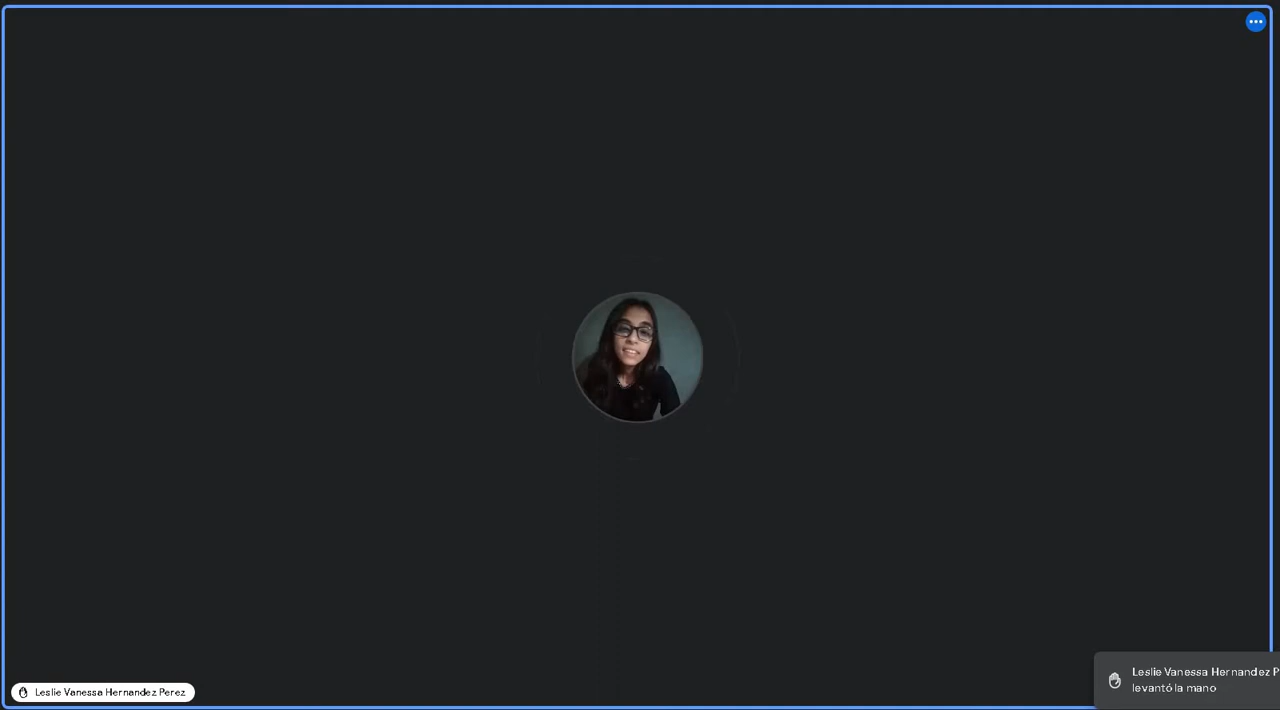 Leslie Vanessa Hernandez P
levantó la mano
Leslie Vanessa Hernandez Perez